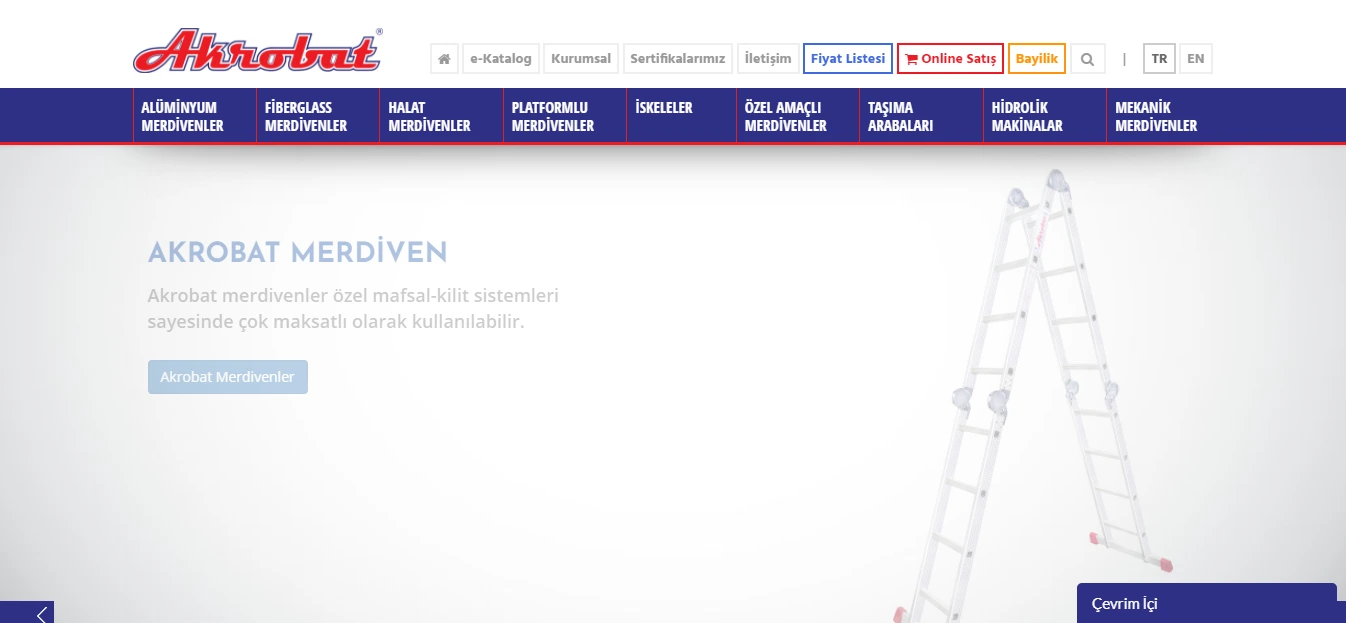 Akrobat®
e-Katalog
Kurumsal
Sertifikalarımız
İletişim
Fiyat Listesi
Online Satış
Bayilik
|
TR
EN
ALÜMİNYUM
MERDİVENLER
FİBERGLASS
MERDİVENLER
HALAT
MERDİVENLER
PLATFORMLU
MERDİVENLER
İSKELELER
ÖZEL AMAÇLI
MERDİVENLER
TAŞIMA
ARABALARI
HİDROLİK
MAKİNALAR
MEKANİK
MERDİVENLER
AKROBAT MERDİVEN
Akrobat merdivenler özel mafsal-kilit sistemleri
sayesinde çok maksatlı olarak kullanılabilir.
Akrobat Merdivenler
Akrobat
Çevrim İçi